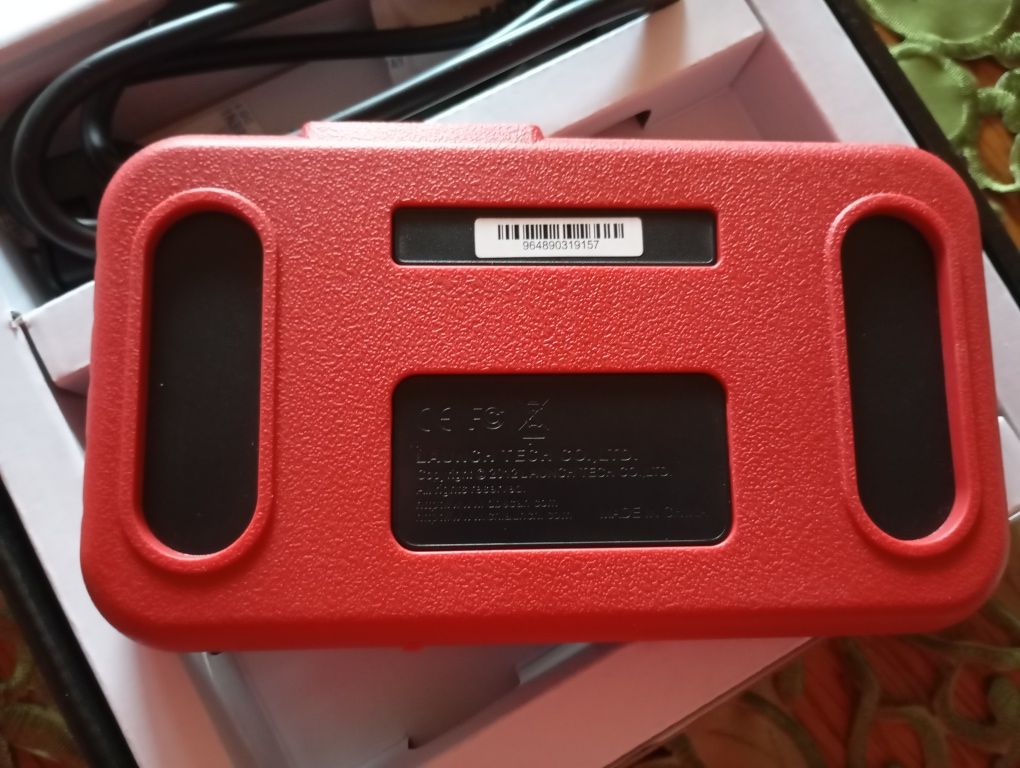 964890319157
CE FC
LAUNCH TECH CO.,LTD.
Copyright © 2012 LAUNCH TECH CO.,LTD.
All rights reserved.
MADE IN CHINA